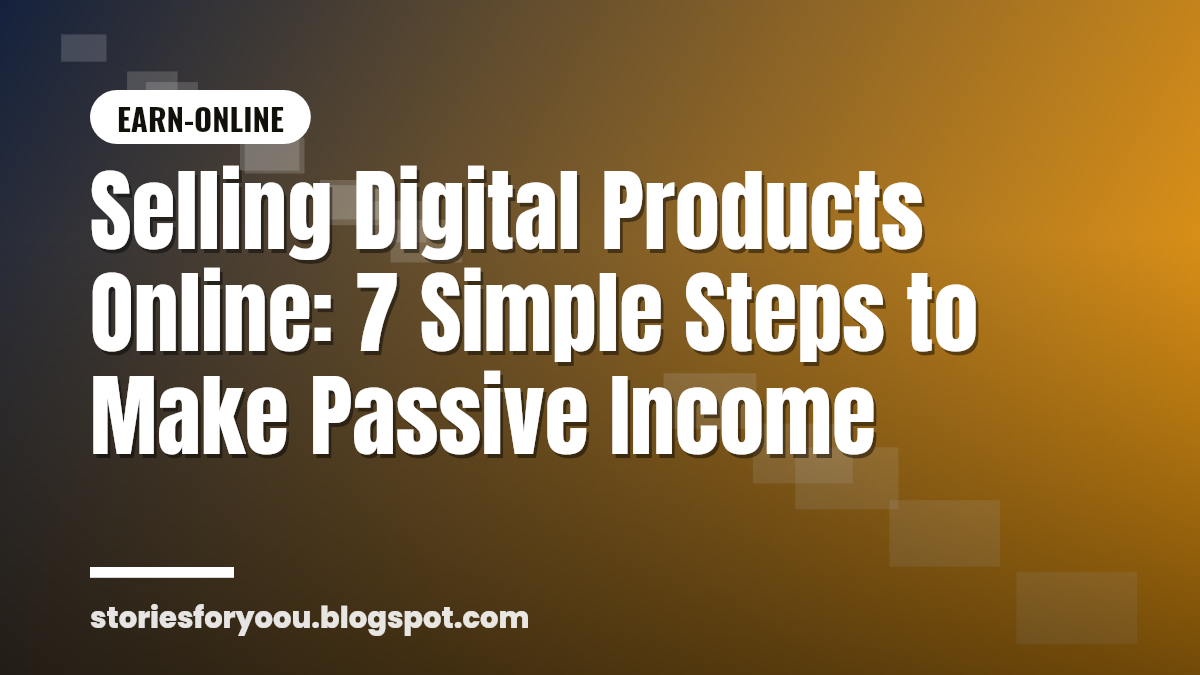 EARN-ONLINE
Selling Digital Products
Online: 7 Simple Steps to
Make Passive Income
storiesforyoou.blogspot.com